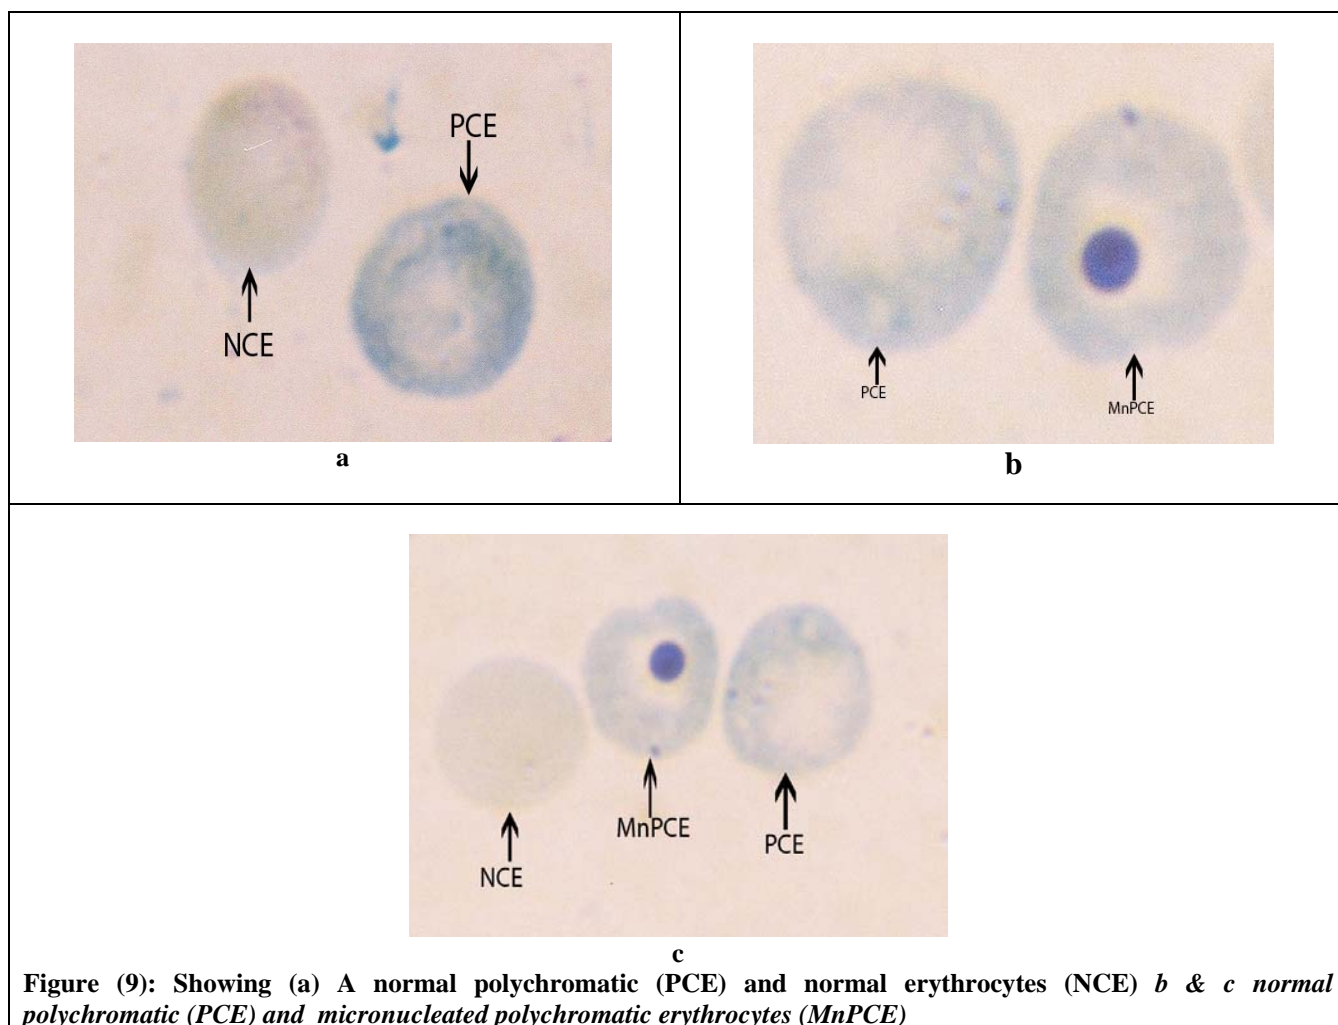 PCE
NCE
a
PCE
MnPCE
b
MnPCE
PCE
NCE
c
Figure (9): Showing (a) A normal polychromatic (PCE) and normal erythrocytes (NCE) b & c normal
polychromatic (PCE) and micronucleated polychromatic erythrocytes (MnPCE)